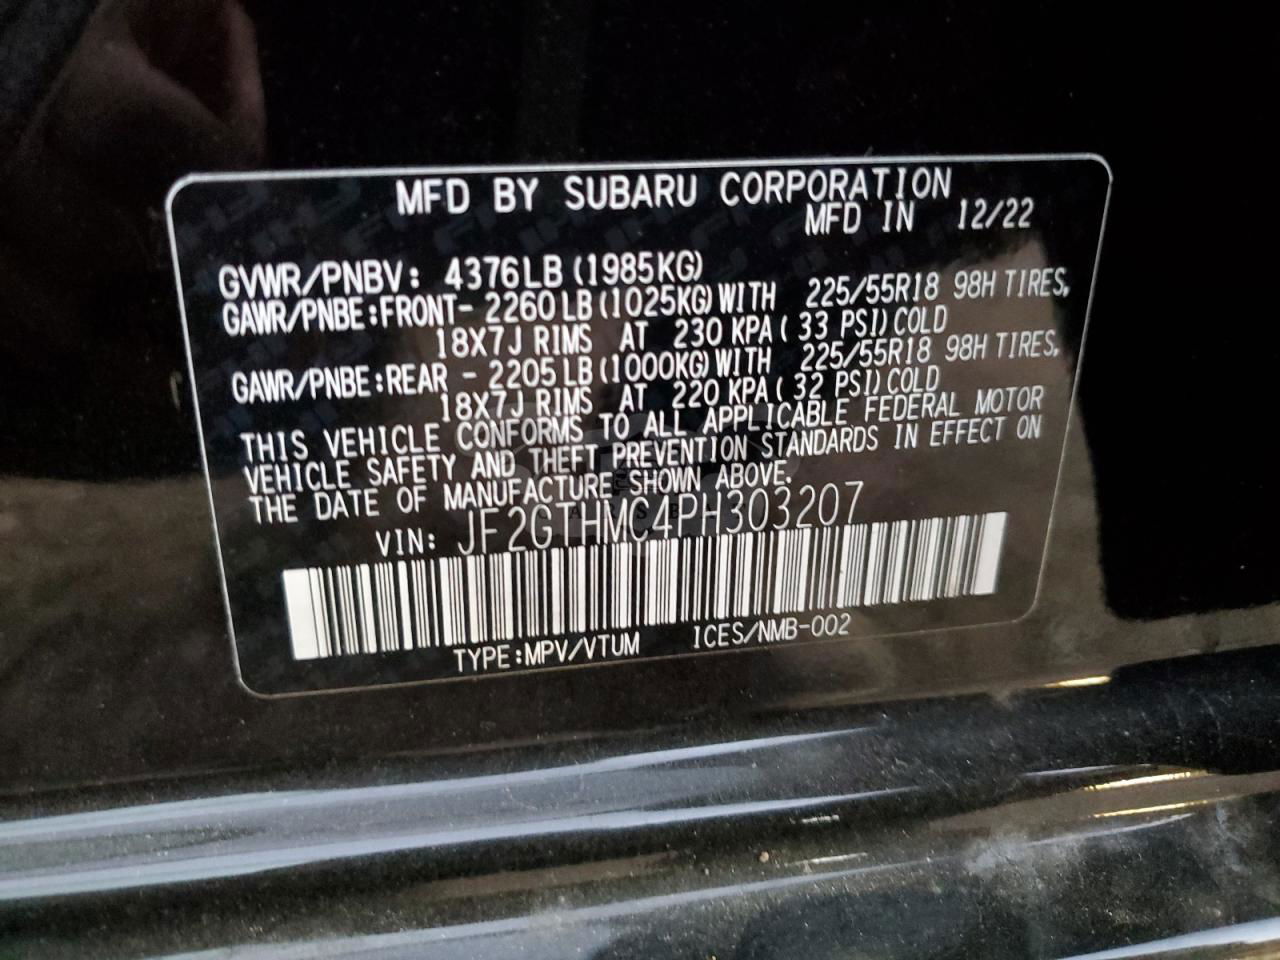 MFD BY SUBARU CORPORATION
MFD IN 12/22
GVWR/PNBV: 4376LB (1985KG)
GAWR/PNBE:FRONT- 2260LB (1025KG) WITH 225/55R18 98H TIRES,
18X7J RIMS AT 230 KPA ( 33 PSI) COLD
GAWR/PNBE:REAR - 2205LB (1000KG) WITH 225/55R18 98H TIRES,
18X7J RIMS AT 220 KPA ( 32 PSI) COLD
THIS VEHICLE CONFORMS TO ALL APPLICABLE FEDERAL MOTOR
VEHICLE SAFETY AND THEFT PREVENTION STANDARDS IN EFFECT ON
THE DATE OF MANUFACTURE SHOWN ABOVE.
VIN: JF2GTHMC4PH303207
TYPE:MPV/VTUM ICES/NMB-002